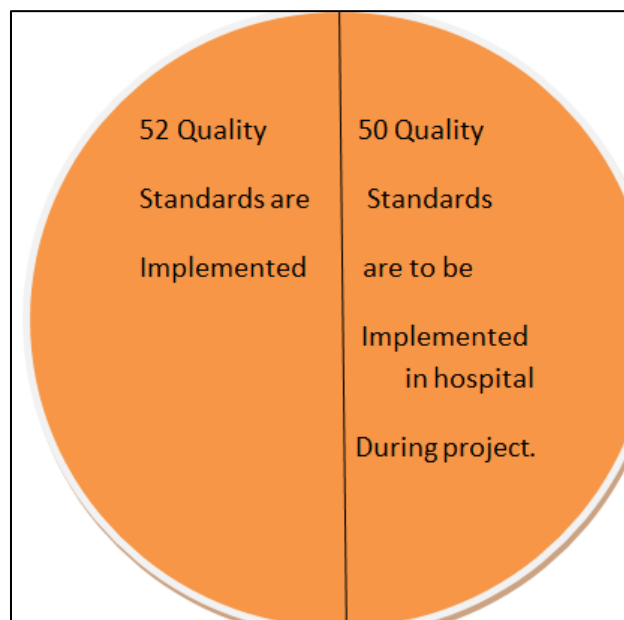 52 Quality
Standards are
Implemented
50 Quality
Standards
are to be
Implemented
in hospital
During project.